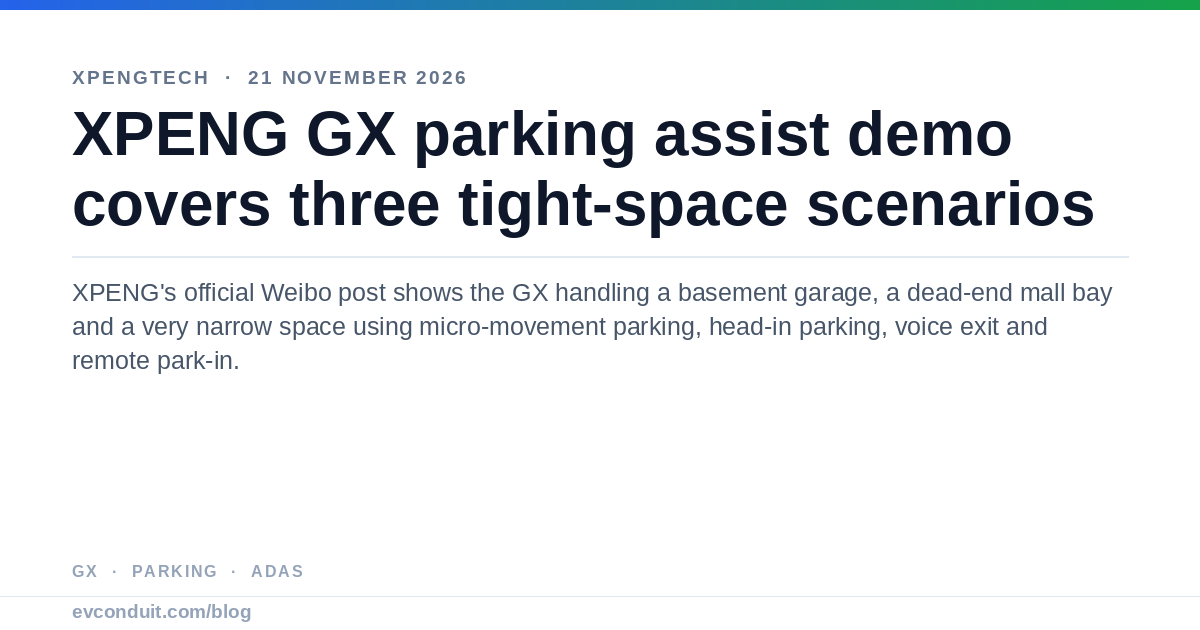 XPENGTECH · 21 NOVEMBER 2026
XPENG GX parking assist demo
covers three tight-space scenarios
XPENG's official Weibo post shows the GX handling a basement garage, a dead-end mall bay
and a very narrow space using micro-movement parking, head-in parking, voice exit and
remote park-in.
GX · PARKING · ADAS
evconduit.com/blog